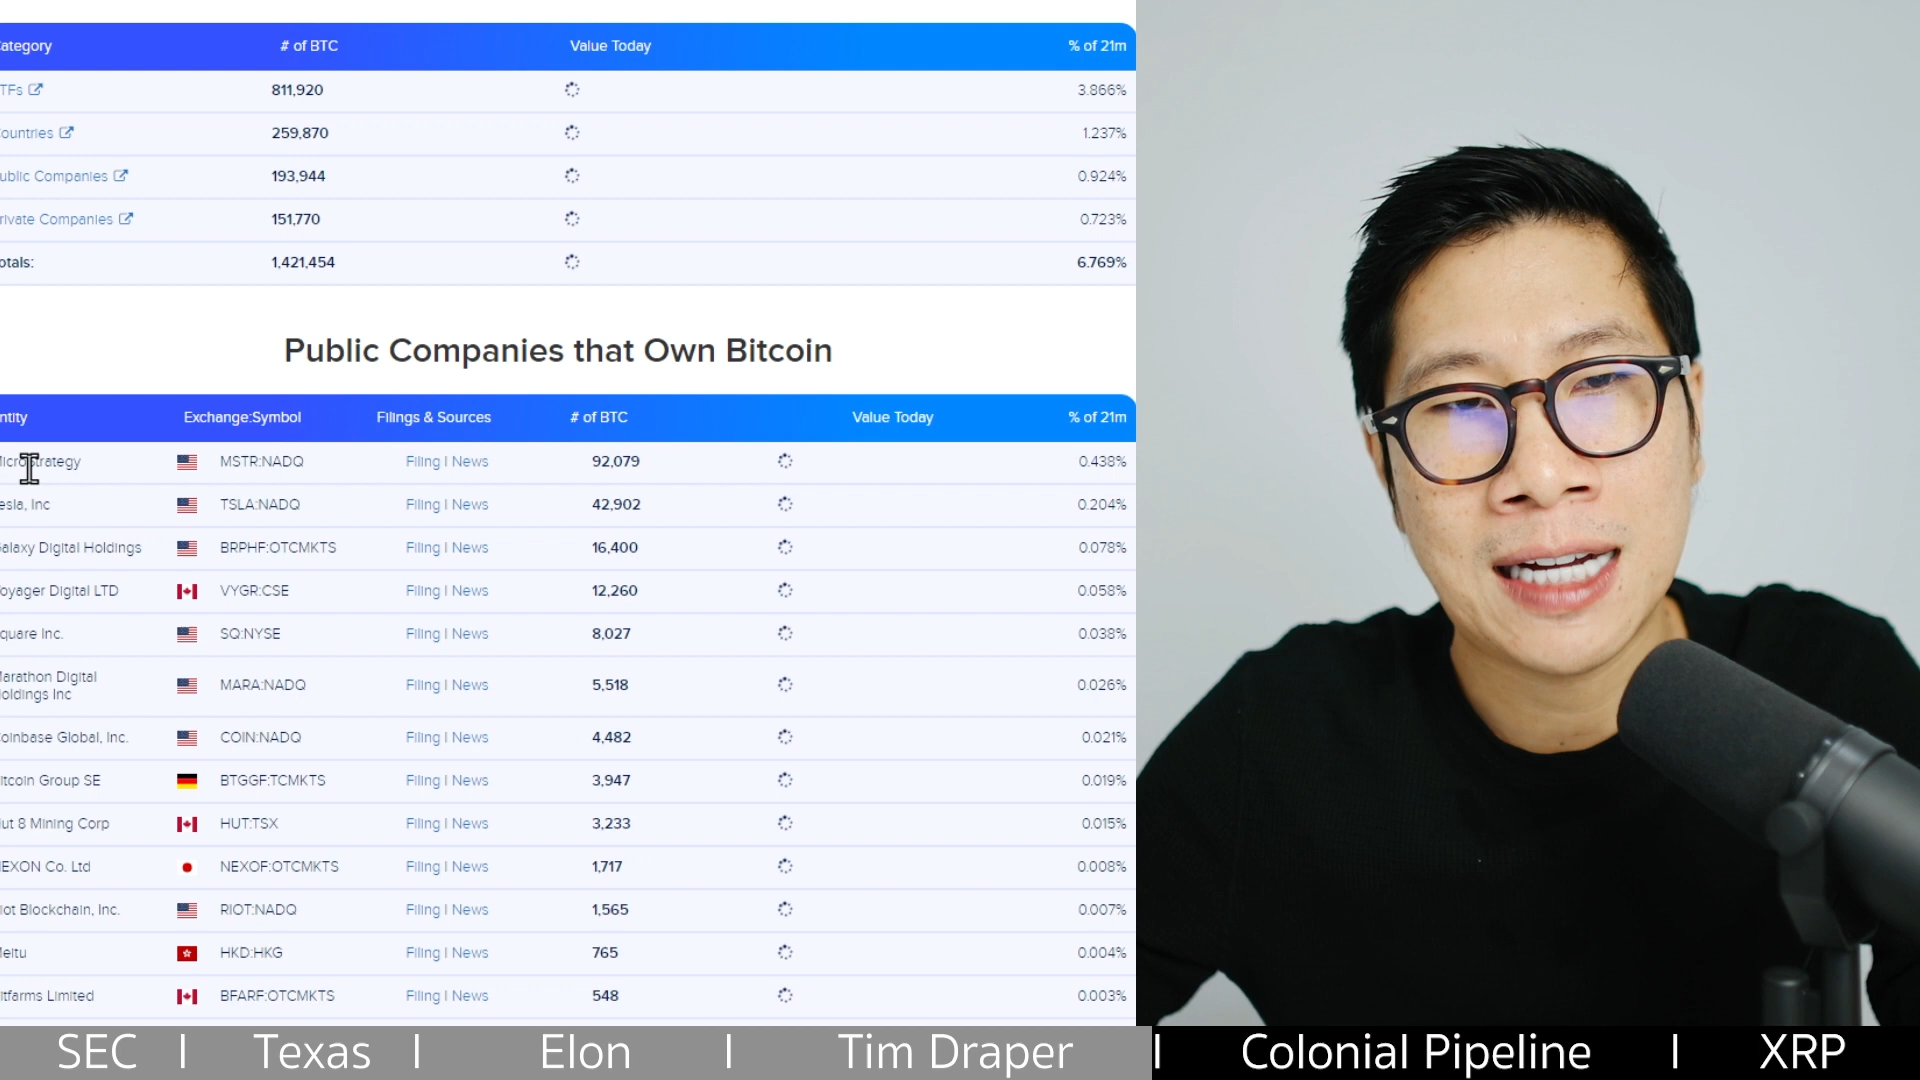 ategory # of BTC Value Today % of 21m
TFs 811,920 3.866%
ountries 259,870 1.237%
ublic Companies 193,944 0.924%
rivate Companies 151,770 0.723%
otals: 1,421,454 6.769%
Public Companies that Own Bitcoin
ntity Exchange:Symbol Filings & Sources # of BTC Value Today % of 21m
MicroStrategy MSTR:NADQ Filing | News 92,079 0.438%
esla, Inc TSLA:NADQ Filing | News 42,902 0.204%
Galaxy Digital Holdings BRPHF:OTCMKTS Filing | News 16,400 0.078%
oyager Digital LTD VYGR:CSE Filing | News 12,260 0.058%
quare Inc. SQ:NYSE Filing | News 8,027 0.038%
Marathon Digital
oldings Inc MARA:NADQ Filing | News 5,518 0.026%
Coinbase Global, Inc. COIN:NADQ Filing | News 4,482 0.021%
itcoin Group SE BTGGF:TCMKTS Filing | News 3,947 0.019%
Hut 8 Mining Corp HUT:TSX Filing | News 3,233 0.015%
NEXON Co. Ltd NEXOF:OTCMKTS Filing | News 1,717 0.008%
iot Blockchain, Inc. RIOT:NADQ Filing | News 1,565 0.007%
Meitu HKD:HKG Filing | News 765 0.004%
itfarms Limited BFARF:OTCMKTS Filing | News 548 0.003%
SEC | Texas | Elon | Tim Draper | Colonial Pipeline | XRP